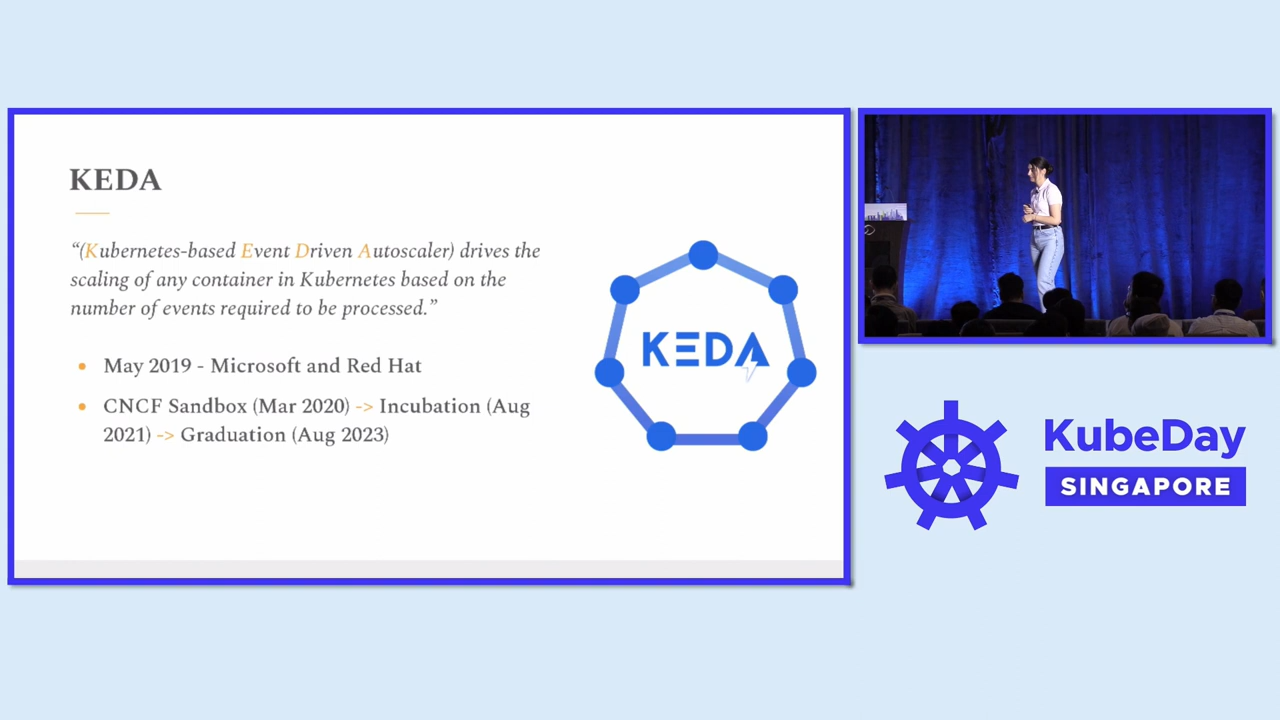 KEDA
“(Kubernetes-based Event Driven Autoscaler) drives the
scaling of any container in Kubernetes based on the
number of events required to be processed.”
• May 2019 - Microsoft and Red Hat
• CNCF Sandbox (Mar 2020) -> Incubation (Aug
2021) -> Graduation (Aug 2023)
KEDA
KubeDay
SINGAPORE